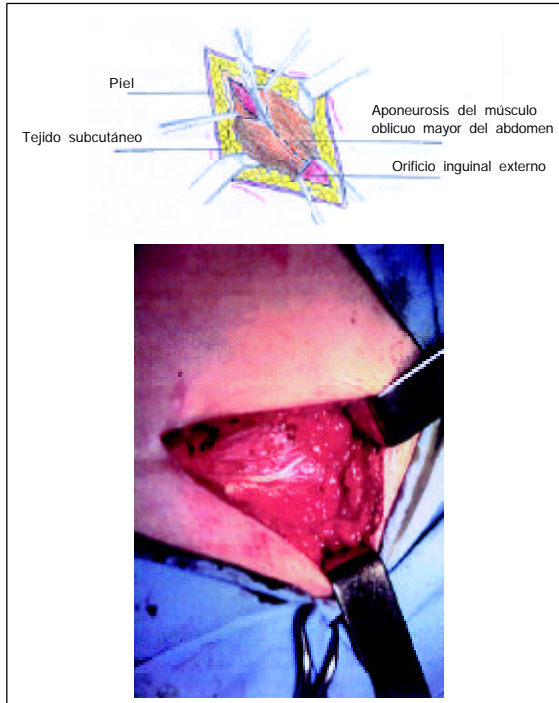 Piel
Tejido subcutáneo
Aponeurosis del músculo
oblicuo mayor del abdomen
Orificio inguinal externo